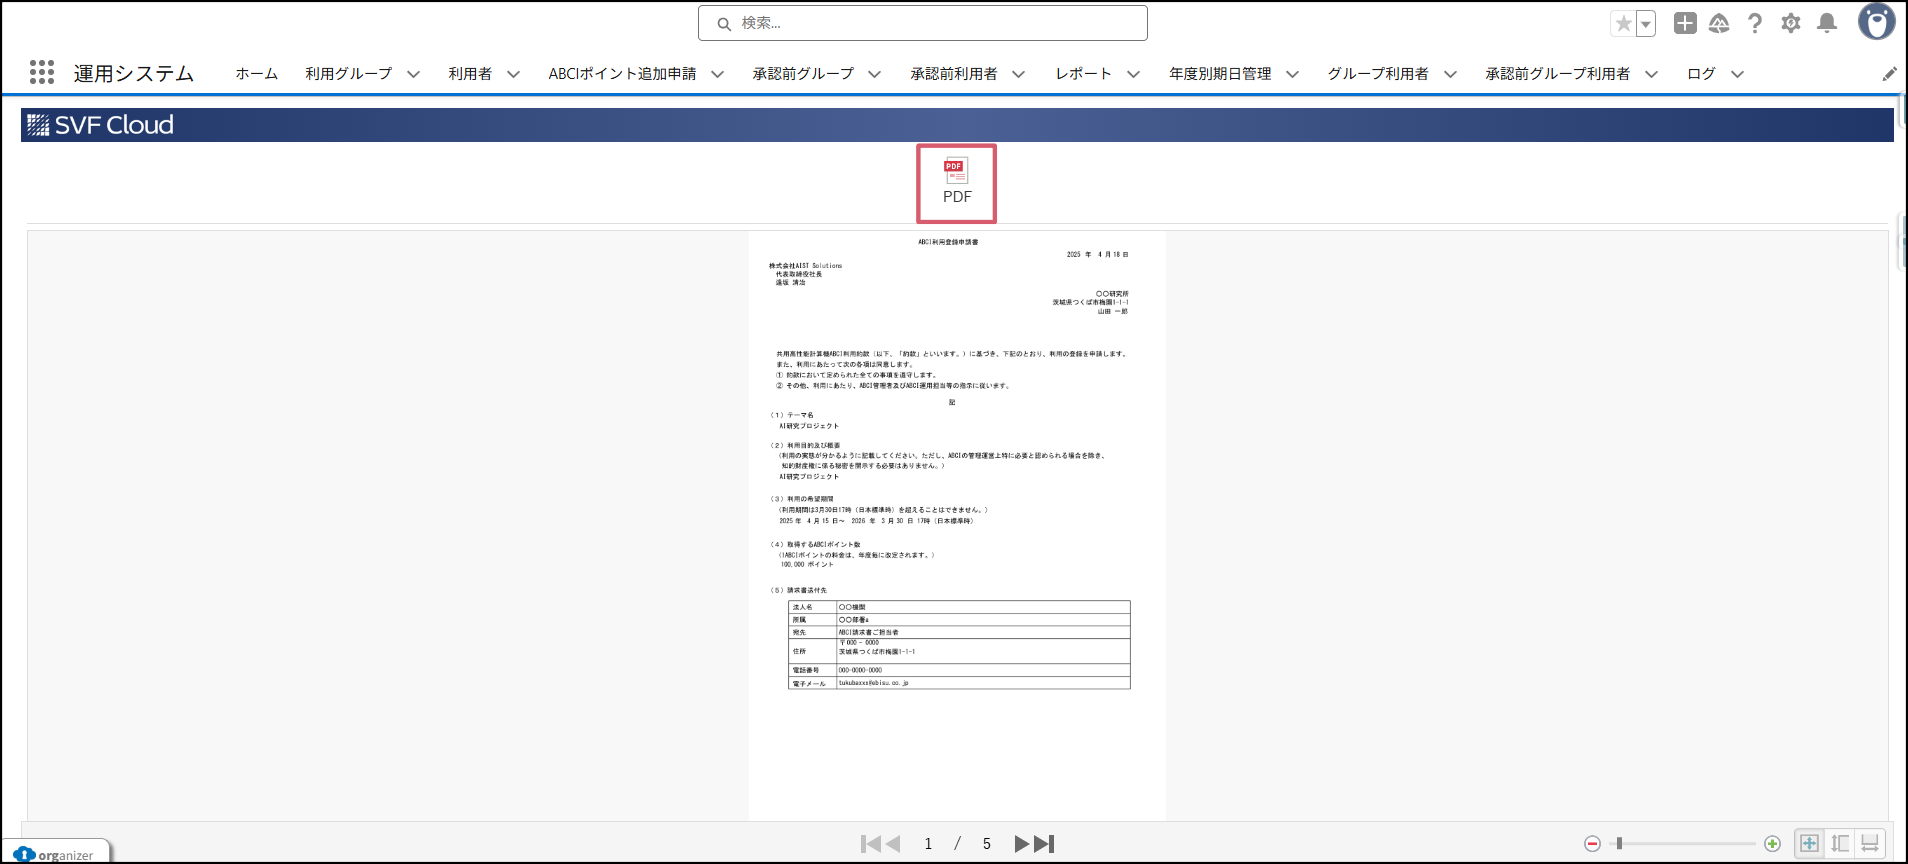 検索...
運用システム ホーム 利用グループ 利用者 ABCIポイント追加申請 承認前グループ 承認前利用者 レポート 年度別期日管理 グループ利用者 承認前グループ利用者 ログ
SVF Cloud
PDF
PDF
ABCI利用登録申請書
2025 年 4 月 18 日
株式会社AIST Solutions
代表取締役社長
逢坂 清治
〇〇研究所
茨城県つくば市梅園1-1-1
山田 一郎
共用高性能計算機ABCI利用約款（以下、「約款」といいます。）に基づき、下記のとおり、利用の登録を申請します。
また、利用にあたって次の各項は同意します。
① 約款において定められた全ての事項を遵守します。
② その他、利用にあたり、ABCI管理者及びABCI運用担当等の指示に従います。
記
（１）テーマ名
AI研究プロジェクト
（２）利用目的及び概要
（利用の実態が分かるように記載してください。ただし、ABCIの管理運営上特に必要と認められる場合を除き、
知的財産権に係る秘密を開示する必要はありません。）
AI研究プロジェクト
（３）利用の希望期間
（利用期間は3月30日17時（日本標準時）を超えることはできません。）
2025 年 4 月 15 日～ 2026 年 3 月 30 日 17時（日本標準時）
（４）取得するABCIポイント数
（1ABCIポイントの料金は、年度毎に改定されます。）
100,000 ポイント
（５）請求書送付先
法人名 〇〇機関
所属 〇〇部署a
宛先 ABCI請求書ご担当者
〒000 - 0000
住所 茨城県つくば市梅園1-1-1
電話番号 000-0000-0000
電子メール tukubaxxx@ebisu.co.jp
1 / 5
organizer